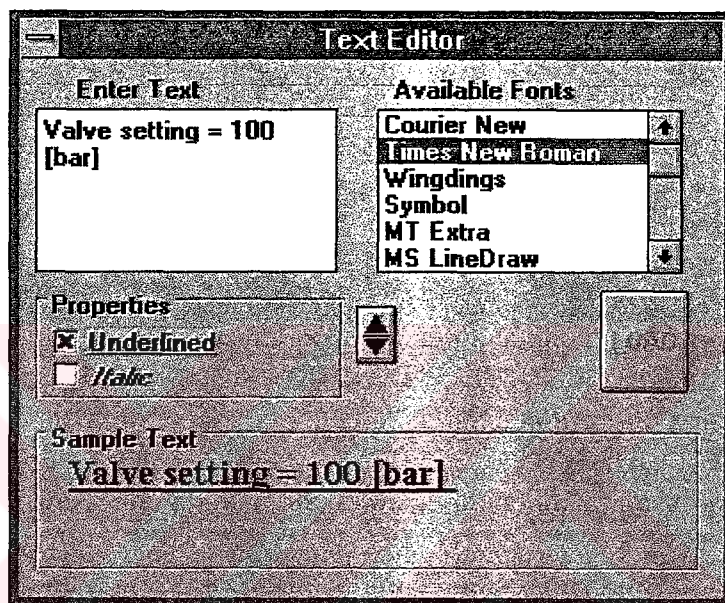 Text Editor
Enter Text
Valve setting = 100
[bar]
Available Fonts
Courier New
Times New Roman
Wingdings
Symbol
MT Extra
MS LineDraw
Properties
Underlined
Italic
Sample Text
Valve setting = 100 [bar]